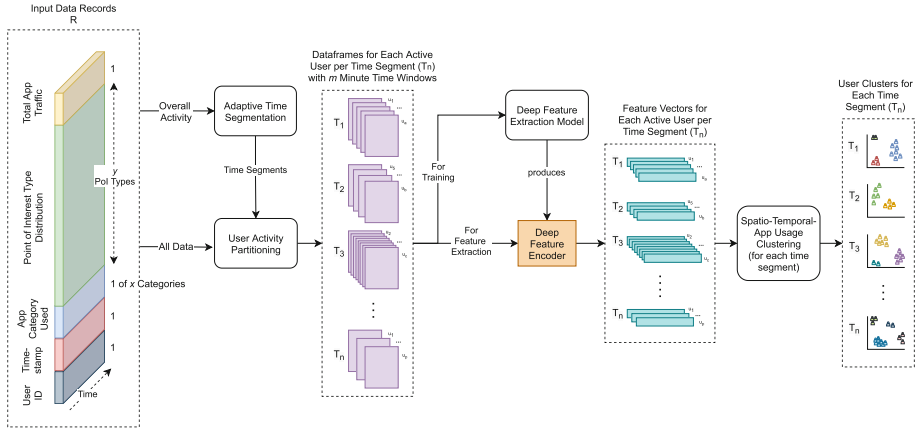 Input Data Records
R
Total App
Traffic
Point of Interest Type
Distribution
App
Category
Used
Time-
stamp
User
ID
1
y
PoI Types
1 of x Categories
1
1
Time
Overall
Activity
All Data
Adaptive Time
Segmentation
Time Segments
User Activity
Partitioning
Dataframes for Each Active
User per Time Segment (Tn)
with m Minute Time Windows
T1
T2
T3
Tn
For
Training
For
Feature
Extraction
Deep Feature
Extraction Model
produces
Deep
Feature
Encoder
Feature Vectors for
Each Active User per
Time Segment (Tn)
T1
T2
T3
Tn
Spatio-Temporal-
App Usage
Clustering
(for each time
segment)
User Clusters for
Each Time
Segment (Tn)
T1
T2
T3
Tn